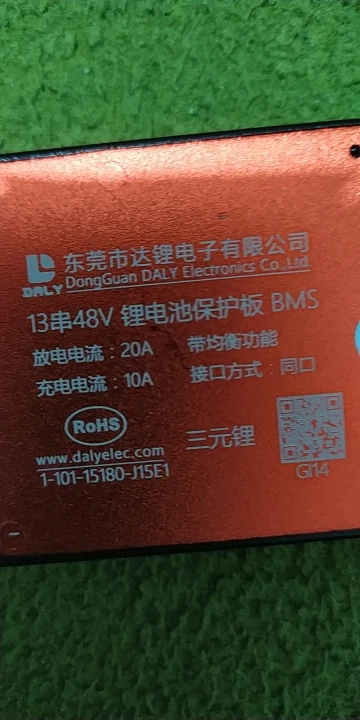 东莞市达锂电子有限公司
DALY DongGuan DALY Electronics Co.,Ltd.
13串48V 锂电池保护板 BMS
放电电流：20A 带均衡功能
充电电流：10A 接口方式：同口
RoHS
www.dalyelec.com 三元锂
1-101-15180-J15E1 GI14